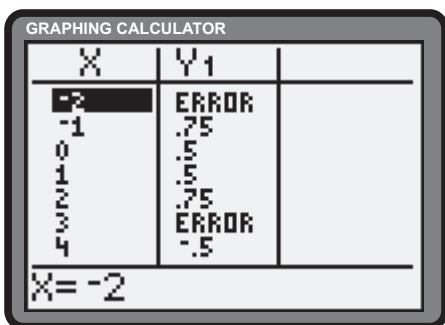 GRAPHING CALCULATOR
X Y1
-2 ERROR
-1 .75
0 .5
1 .5
2 .75
3 ERROR
4 -.5
X= -2